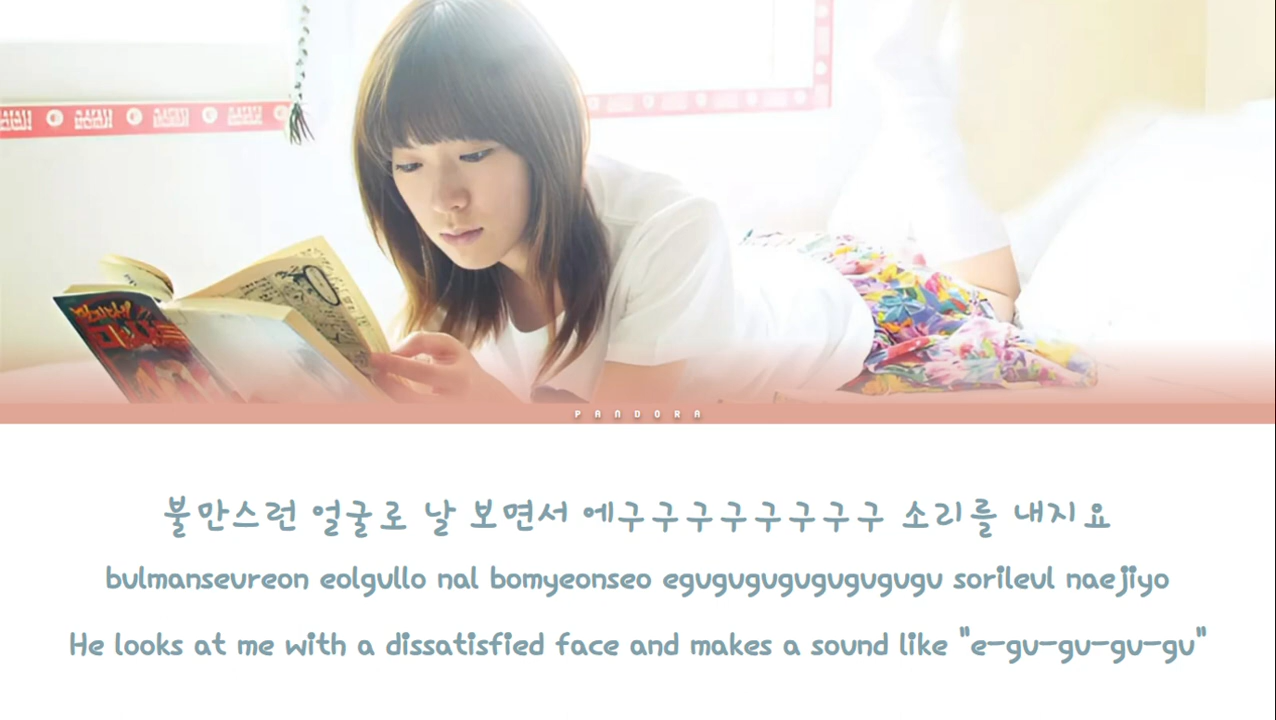 PANDORA
불만스런 얼굴로 날 보면서 에구구구구구구구구 소리를 내지요
bulmanseureon eolgullo nal bomyeonseo egugugugugugugugu sorileul naejiyo
He looks at me with a dissatisfied face and makes a sound like "e-gu-gu-gu-gu"